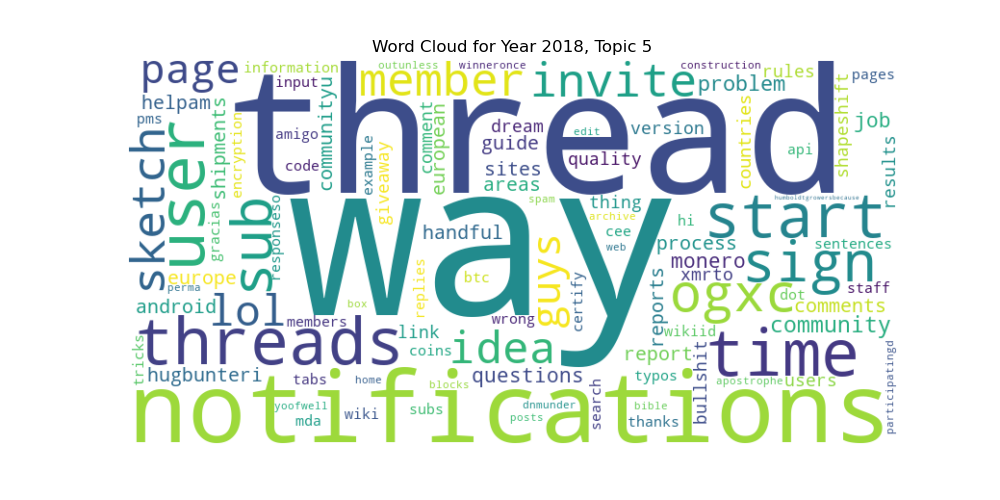 Word Cloud for Year 2018, Topic 5
page information outunless winneronce construction rules pages
input member invite problem
helpam thread countries shapeshift
pms shipments encryption communityu comment european dream edit version job
amigo guide api
code example quality results
sketch user sub giveaway sites thing
areas
way spam start
responseso archive humboldtgrowersbecause
gracias handful cee hi
web process sentences
europe replies guys monero sign
perma btc certify xmrto staff
android lol box reports ogxc dot comments
members wrong wikiid
threads link community
coins idea report time
tricks hugbunteri tabs home blocks questions typos bullshit apostrophe users participatingd
notifications
yoofwell subs dnmunder search bible
mda wiki posts thanks